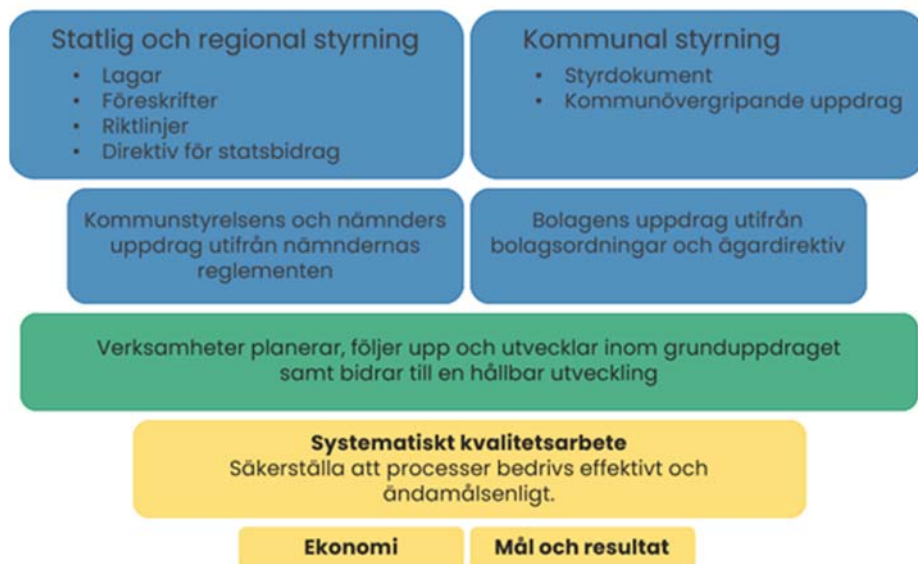 Statlig och regional styrning
• Lagar
• Föreskrifter
• Riktlinjer
• Direktiv för statsbidrag
Kommunal styrning
• Styrdokument
• Kommunövergripande uppdrag
Kommunstyrelsens och nämnders
uppdrag utifrån nämndernas
reglementen
Bolagens uppdrag utifrån
bolagsordningar och ägardirektiv
Verksamheter planerar, följer upp och utvecklar inom grunduppdraget
samt bidrar till en hållbar utveckling
Systematiskt kvalitetsarbete
Säkerställa att processer bedrivs effektivt och
ändamålsenligt.
Ekonomi
Mål och resultat